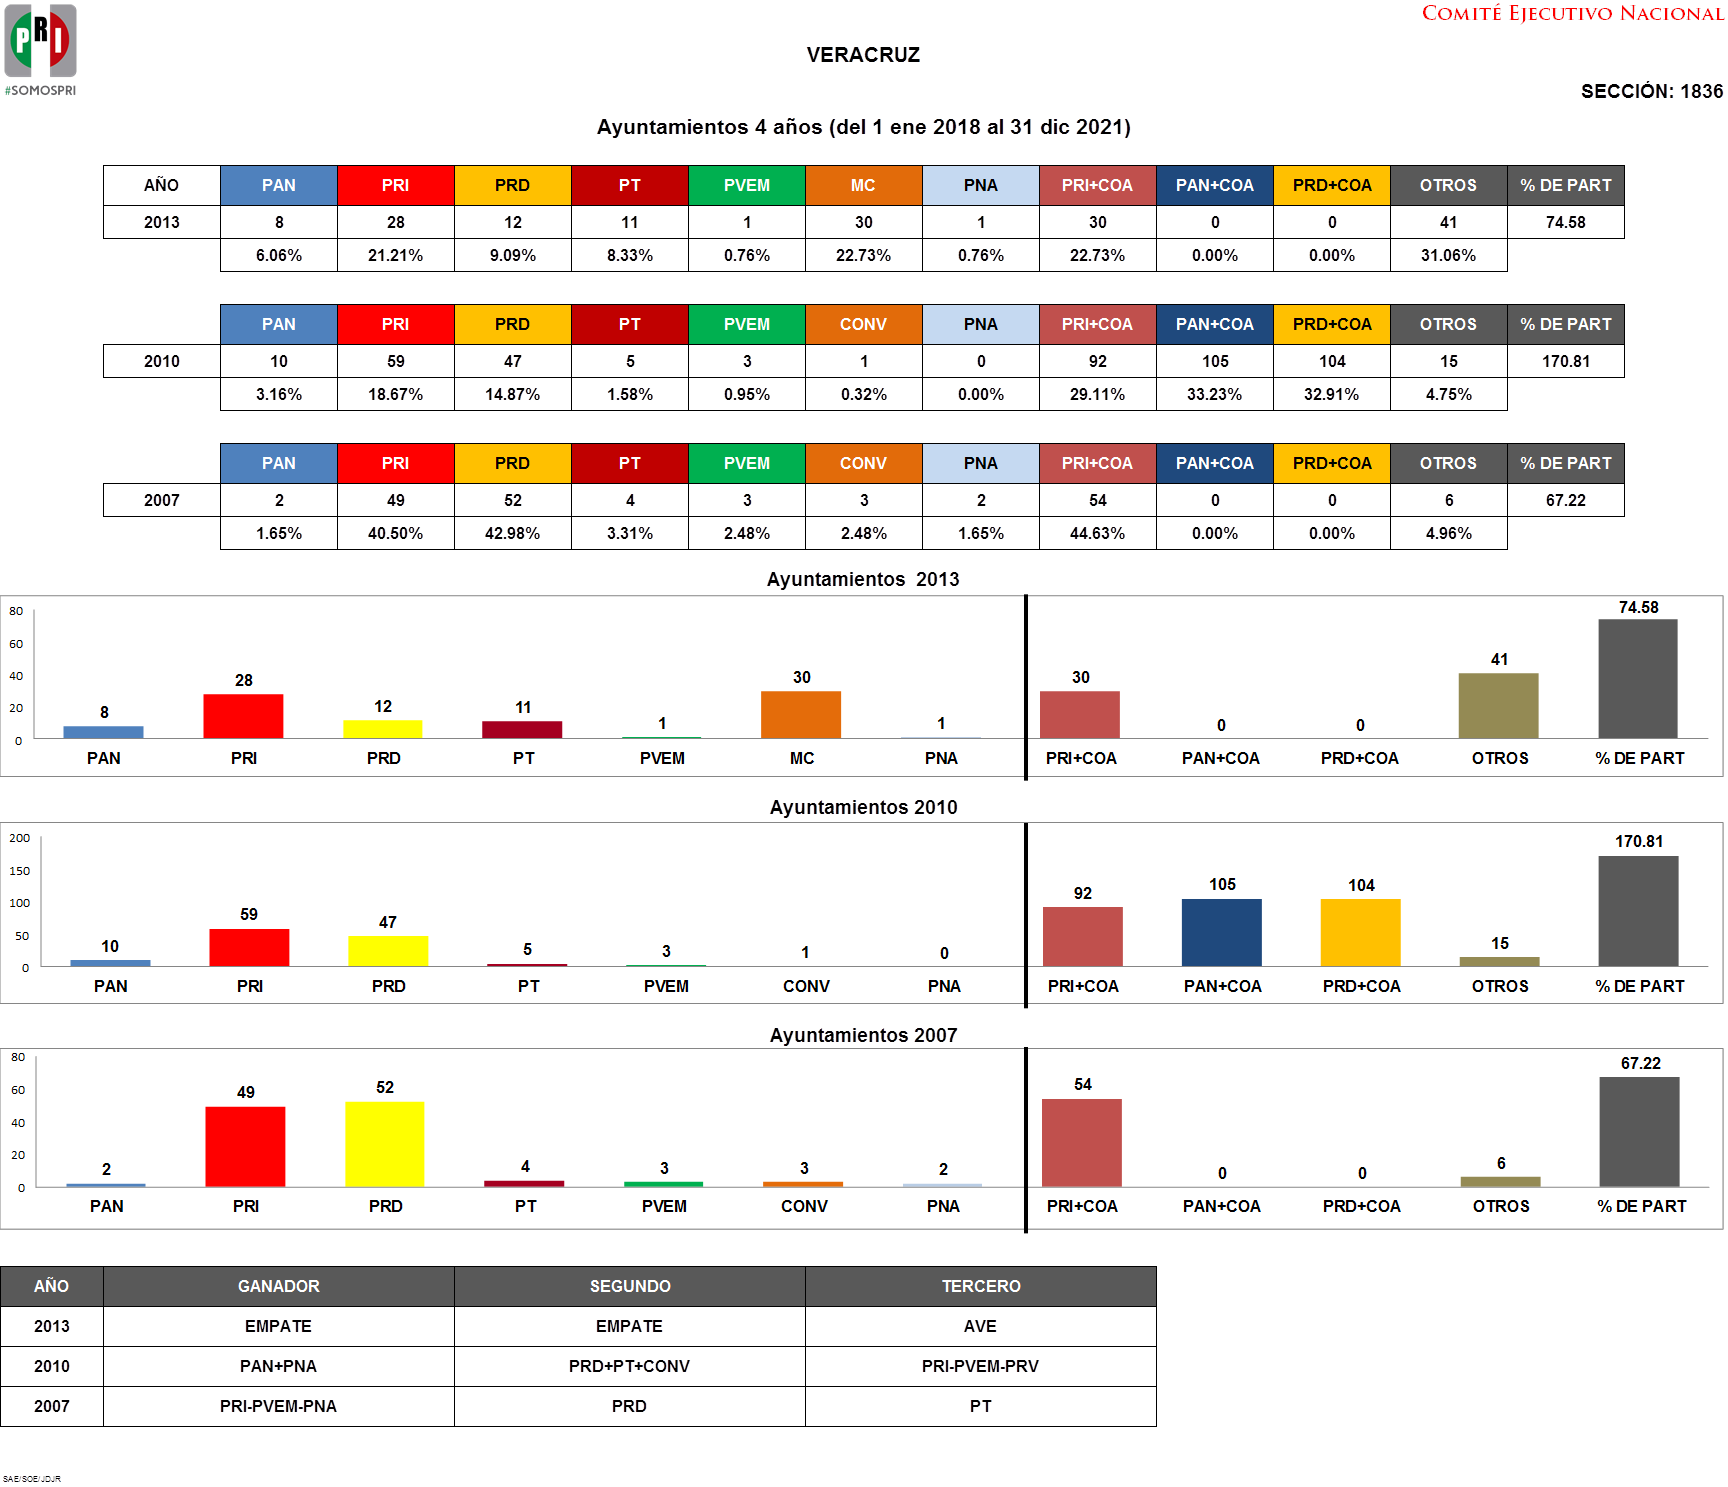 COMITÉ EJECUTIVO NACIONAL
PRI
#SOMOSPRI
VERACRUZ
SECCIÓN: 1836
Ayuntamientos 4 años (del 1 ene 2018 al 31 dic 2021)
AÑO PAN PRI PRD PT PVEM MC PNA PRI+COA PAN+COA PRD+COA OTROS % DE PART
2013 8 28 12 11 1 30 1 30 0 0 41 74.58
6.06% 21.21% 9.09% 8.33% 0.76% 22.73% 0.76% 22.73% 0.00% 0.00% 31.06%
PAN PRI PRD PT PVEM CONV PNA PRI+COA PAN+COA PRD+COA OTROS % DE PART
2010 10 59 47 5 3 1 0 92 105 104 15 170.81
3.16% 18.67% 14.87% 1.58% 0.95% 0.32% 0.00% 29.11% 33.23% 32.91% 4.75%
PAN PRI PRD PT PVEM CONV PNA PRI+COA PAN+COA PRD+COA OTROS % DE PART
2007 2 49 52 4 3 3 2 54 0 0 6 67.22
1.65% 40.50% 42.98% 3.31% 2.48% 2.48% 1.65% 44.63% 0.00% 0.00% 4.96%
Ayuntamientos 2013
80
60
40
20
0
8 28 12 11 1 30 1 30 0 0 41 74.58
PAN PRI PRD PT PVEM MC PNA PRI+COA PAN+COA PRD+COA OTROS % DE PART
Ayuntamientos 2010
200
150
100
50
0
10 59 47 5 3 1 0 92 105 104 15 170.81
PAN PRI PRD PT PVEM CONV PNA PRI+COA PAN+COA PRD+COA OTROS % DE PART
Ayuntamientos 2007
80
60
40
20
0
2 49 52 4 3 3 2 54 0 0 6 67.22
PAN PRI PRD PT PVEM CONV PNA PRI+COA PAN+COA PRD+COA OTROS % DE PART
AÑO GANADOR SEGUNDO TERCERO
2013 EMPATE EMPATE AVE
2010 PAN+PNA PRD+PT+CONV PRI-PVEM-PRV
2007 PRI-PVEM-PNA PRD PT
SAE/SOE/JDJR